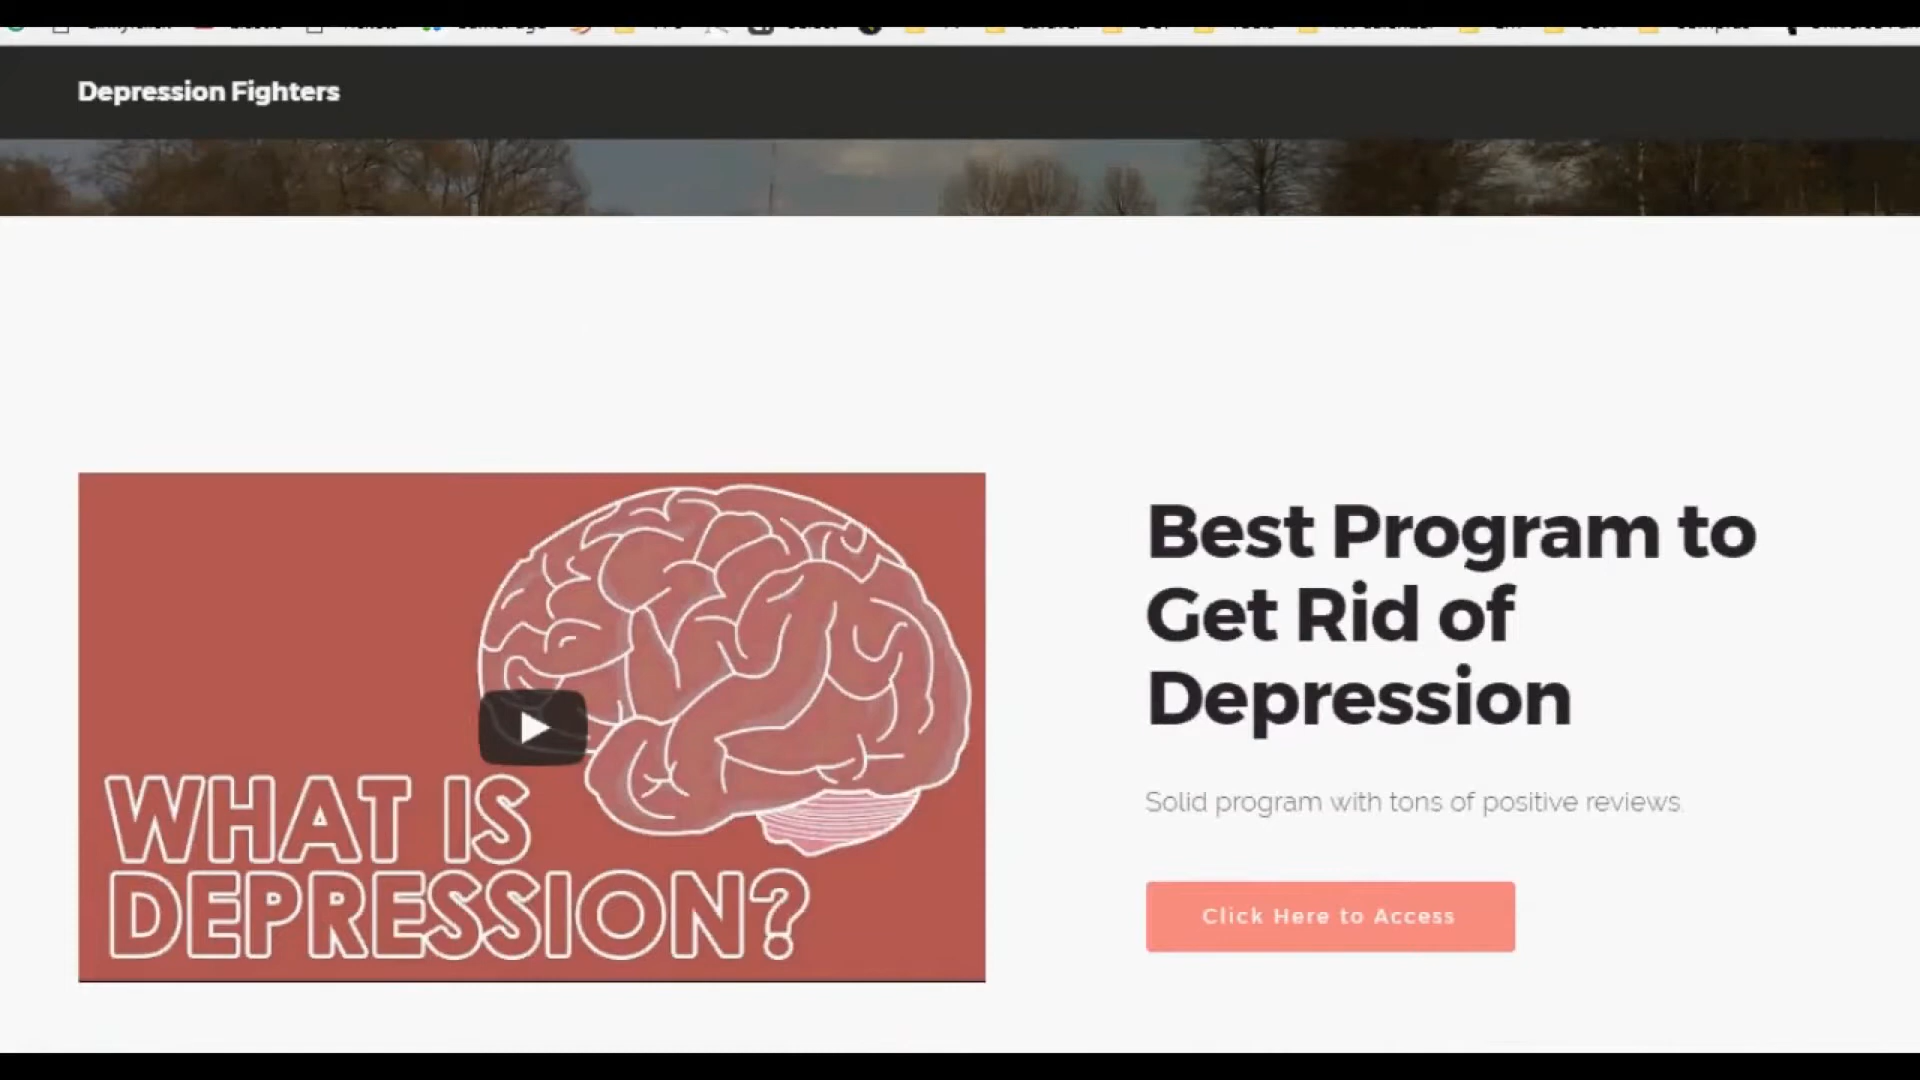 Depression Fighters
WHAT IS
DEPRESSION?
Best Program to
Get Rid of
Depression
Solid program with tons of positive reviews.
Click Here to Access